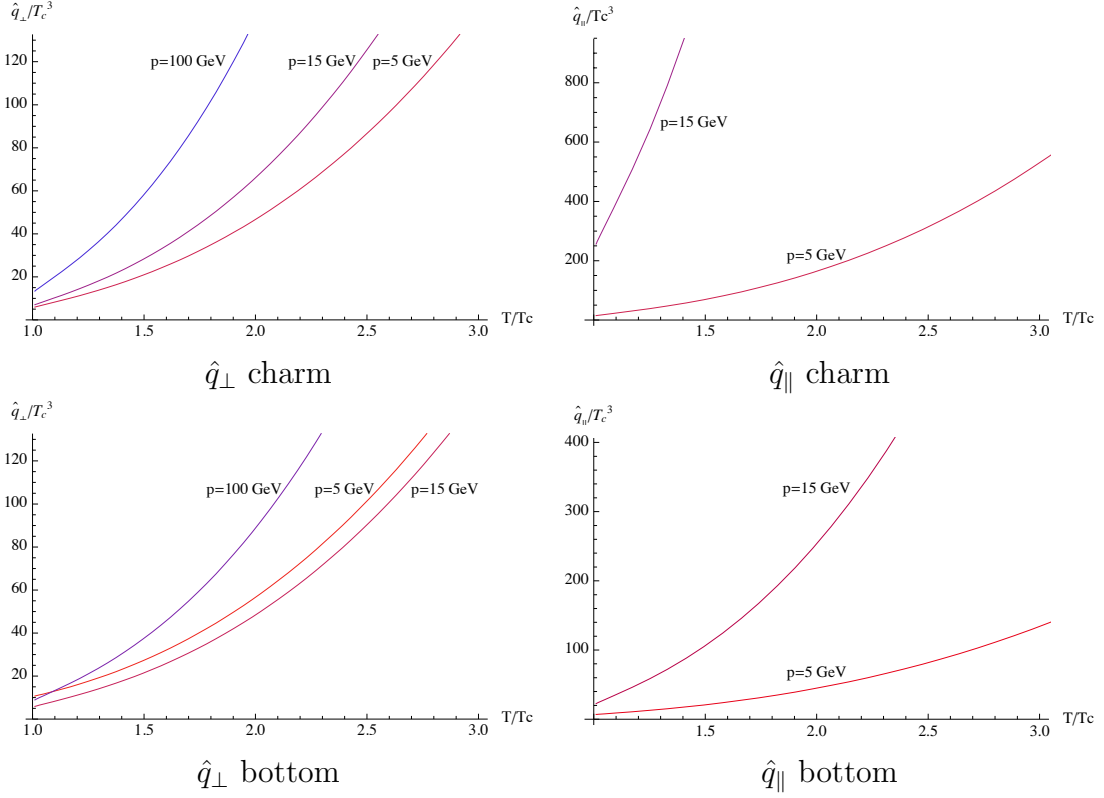 q̂⊥/Tc³
120
100
80
60
40
20
1.0 1.5 2.0 2.5 3.0
T/Tc
p=100 GeV
p=15 GeV
p=5 GeV
q̂⊥ charm
q̂∥/Tc³
800
600
400
200
1.5 2.0 2.5 3.0
T/Tc
p=15 GeV
p=5 GeV
q̂∥ charm
q̂⊥/Tc³
120
100
80
60
40
20
1.0 1.5 2.0 2.5 3.0
T/Tc
p=100 GeV
p=5 GeV
p=15 GeV
q̂⊥ bottom
q̂∥/Tc³
400
300
200
100
1.5 2.0 2.5 3.0
T/Tc
p=15 GeV
p=5 GeV
q̂∥ bottom